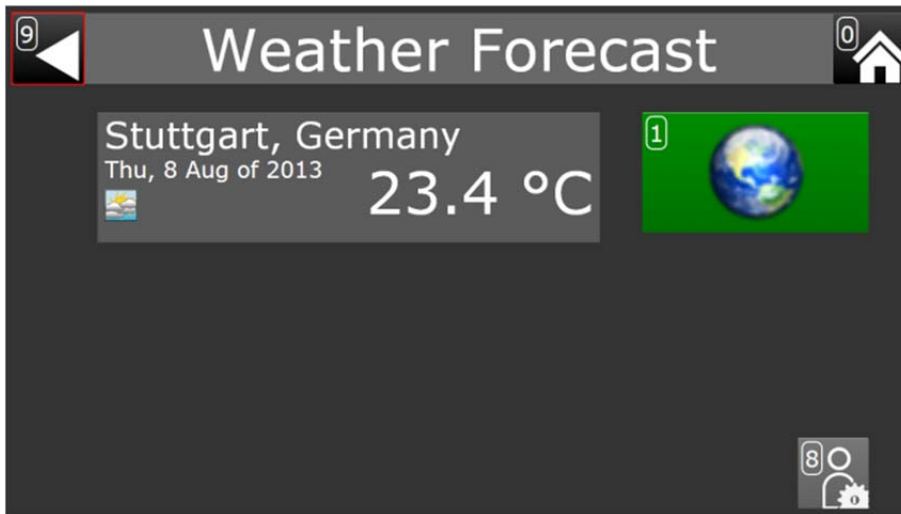 9
Weather Forecast
0
Stuttgart, Germany
Thu, 8 Aug of 2013
23.4 °C
1
8